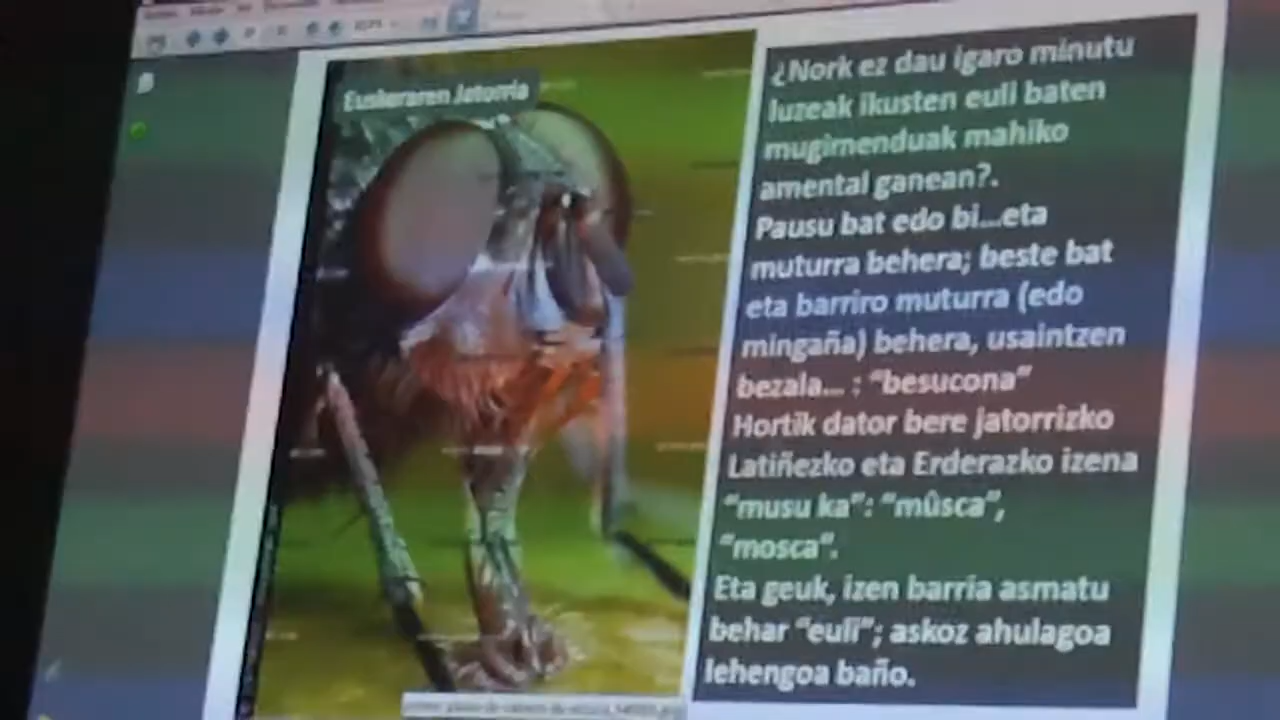 Euskeraren Jatorria
¿Nork ez dau igaro minutu
luzeak ikusten euli baten
mugimenduak mahiko
amental ganean?.
Pausu bat edo bi...eta
muturra behera; beste bat
eta barriro muturra (edo
mingaña) behera, usaintzen
bezala... : “besucona”
Hortik dator bere jatorrizko
Latiñezko eta Erderazko izena
“musu ka”: “mûsca”,
“mosca”.
Eta geuk, izen barria asmatu
behar “euli”; askoz ahulagoa
lehengoa baño.